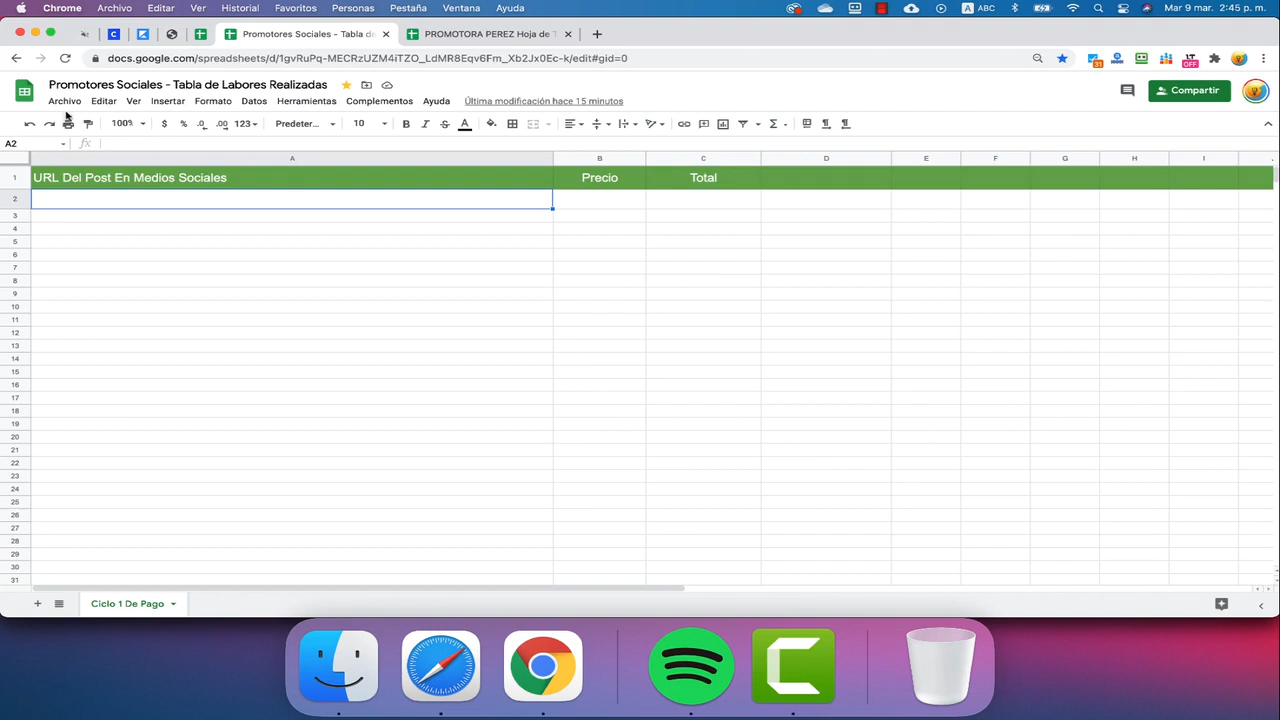 Chrome Archivo Editar Ver Historial Favoritos Personas Pestaña Ventana Ayuda A ABC Mar 9 mar. 2:45 p. m.
Promotores Sociales - Tabla de PROMOTORA PEREZ Hoja de T
docs.google.com/spreadsheets/d/1gvRuPq-MECRzUZM4iTZO_LdMR8Eqv6Fm_Xb2Jx0Ec-k/edit#gid=0 31 LT OFF
Promotores Sociales - Tabla de Labores Realizadas
Compartir
Archivo Editar Ver Insertar Formato Datos Herramientas Complementos Ayuda Última modificación hace 15 minutos
100% $ % .0 .00 123 Predeter... 10 B I S A Σ
A2 fx
A B C D E F G H I
1 URL Del Post En Medios Sociales Precio Total
2
3
4
5
6
7
8
9
10
11
12
13
14
15
16
17
18
19
20
21
22
23
24
25
26
27
28
29
30
31
Ciclo 1 De Pago